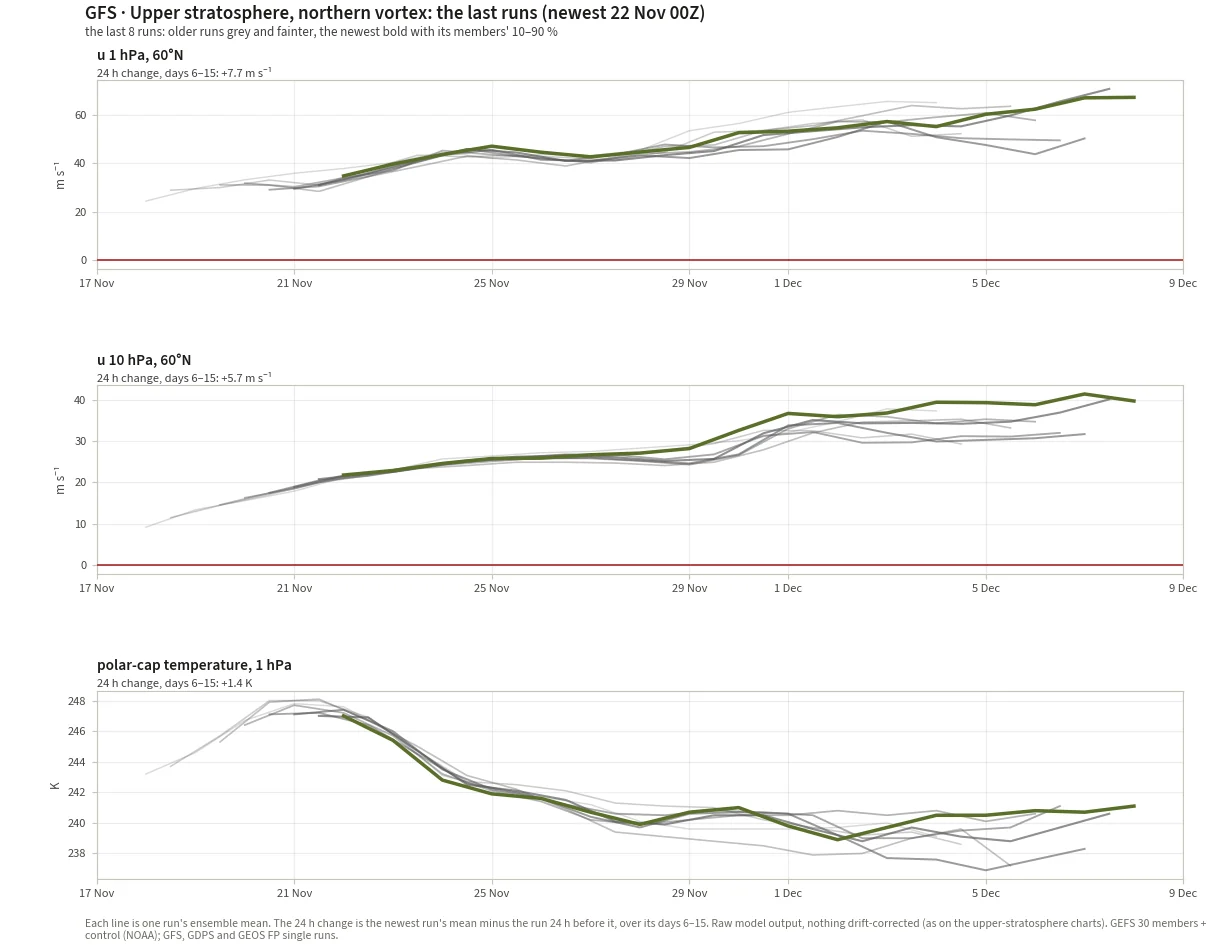 GFS · Upper stratosphere, northern vortex: the last runs (newest 22 Nov 00Z)
the last 8 runs: older runs grey and fainter, the newest bold with its members' 10–90 %
u 1 hPa, 60°N
24 h change, days 6–15: +7.7 m s⁻¹
60
40
20
0
m s⁻¹
17 Nov
21 Nov
25 Nov
29 Nov
1 Dec
5 Dec
9 Dec
u 10 hPa, 60°N
24 h change, days 6–15: +5.7 m s⁻¹
40
30
20
10
0
m s⁻¹
17 Nov
21 Nov
25 Nov
29 Nov
1 Dec
5 Dec
9 Dec
polar-cap temperature, 1 hPa
24 h change, days 6–15: +1.4 K
248
246
244
242
240
238
K
17 Nov
21 Nov
25 Nov
29 Nov
1 Dec
5 Dec
9 Dec
Each line is one run's ensemble mean. The 24 h change is the newest run's mean minus the run 24 h before it, over its days 6–15. Raw model output, nothing drift-corrected (as on the upper-stratosphere charts). GEFS 30 members +
control (NOAA); GFS, GDPS and GEOS FP single runs.